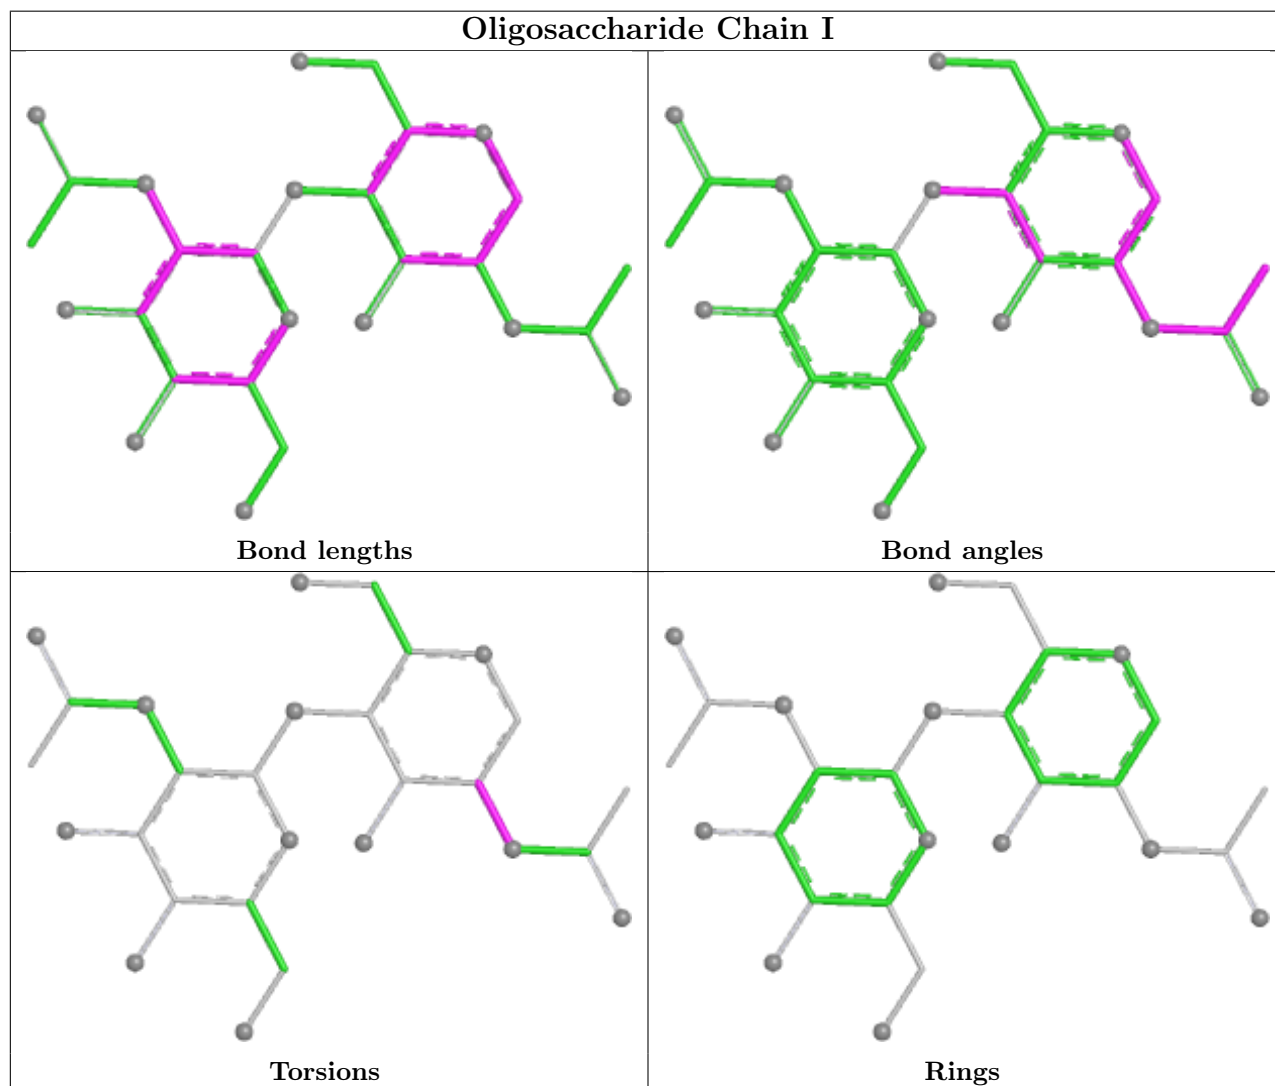 Oligosaccharide Chain I
Bond lengths
Bond angles
Torsions
Rings